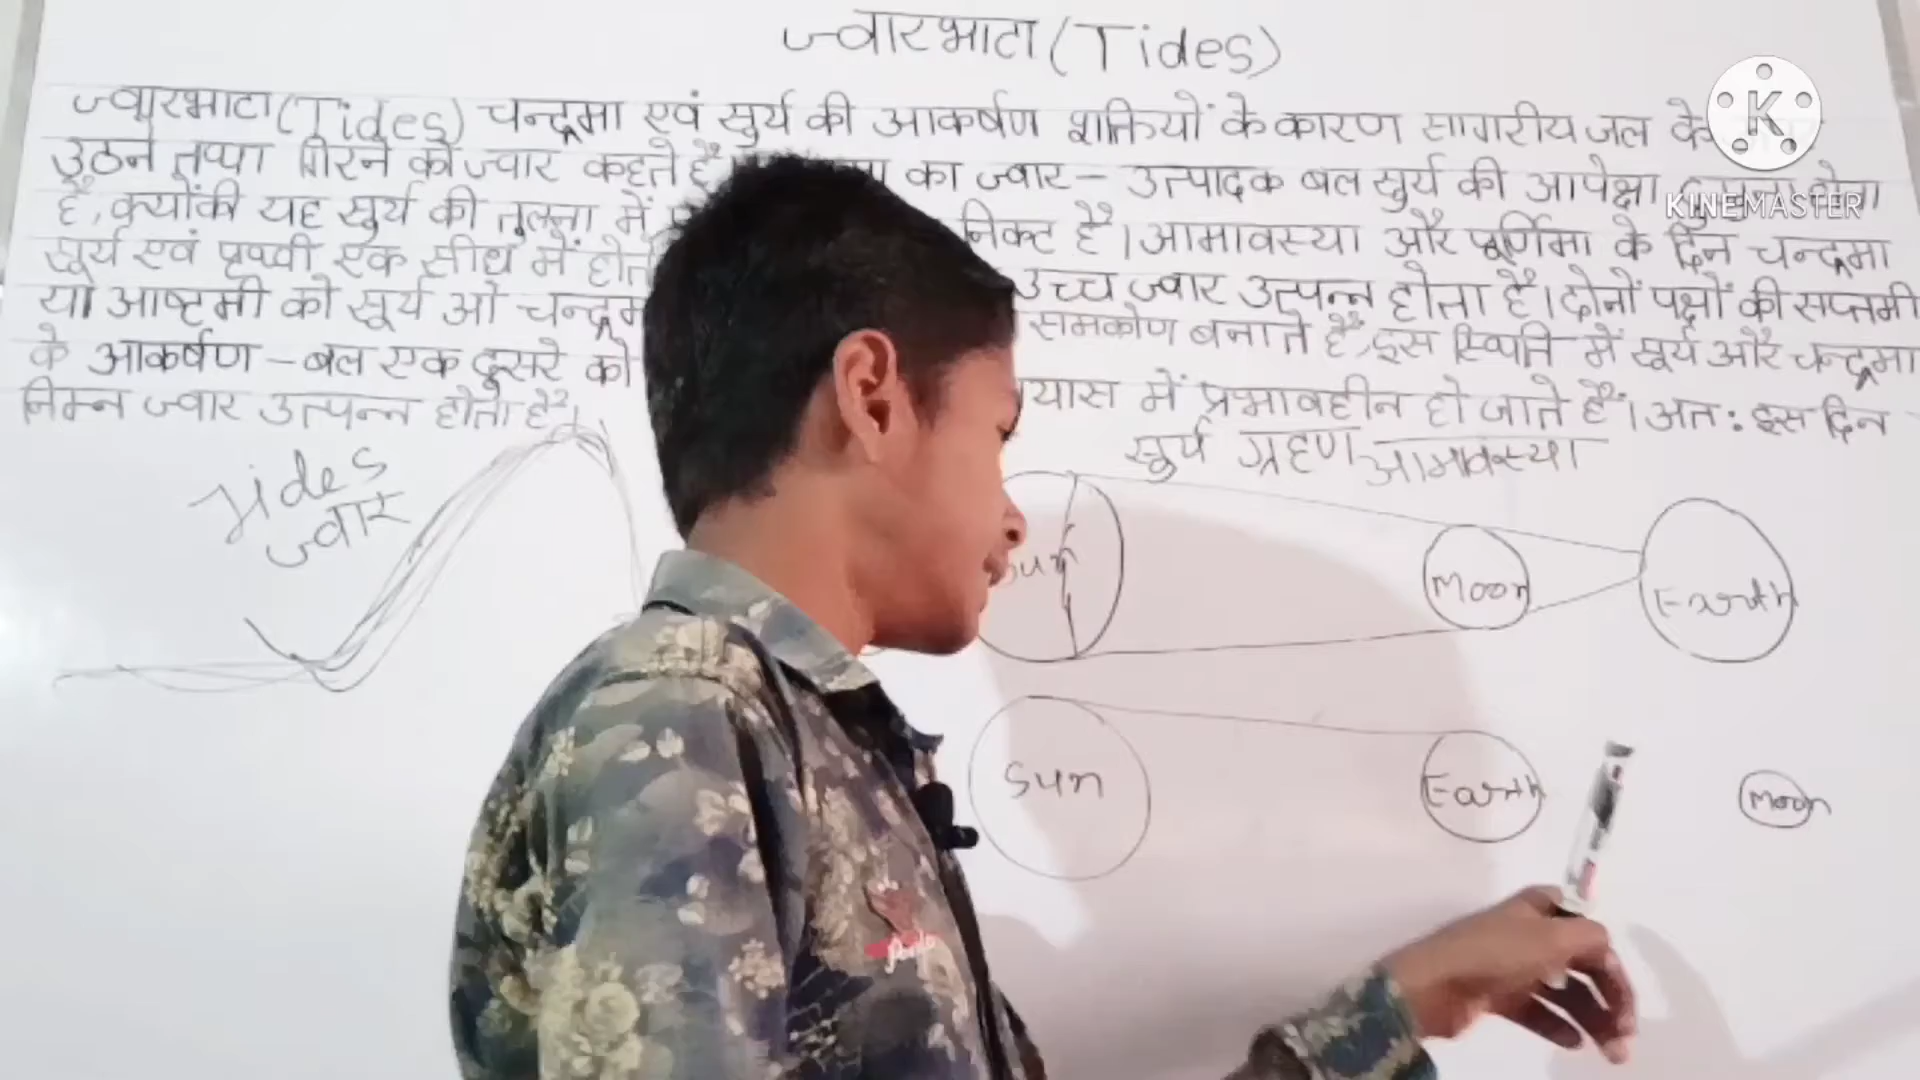 ज्वारभाटा (Tides)
ज्वारभाटा (Tides) चन्द्रमा एवं सुर्य की आकर्षण शक्तियों के कारण सागरीय जल के
उठने तथा गिरने को ज्वार कहते है का ज्वार - उत्पादक बल सुर्य की आपेक्षा
है, क्योंकी यह सुर्य की तुलना में निकट है। आमावस्या और पूर्णिमा के दिन चन्द्रमा
सूर्य एवं पृथ्वी एक सीध में उच्च ज्वार उत्पन्न होता है। दोनों पक्षों की सप्तमी
या आष्टमी को सूर्य ओ समकोण बनाते है, इस स्थिति में सूर्य और चन्द्रमा
के आकर्षण - बल एक दुसरे को में प्रभावहीन हो जाते है। अत: इस दिन
निम्न ज्वार उत्पन्न होता है।
सुर्य ग्रहण आमावस्या
Tides
ज्वार
Sun Moon Earth
Sun Earth Moon
K
KINEMASTER
Poolo